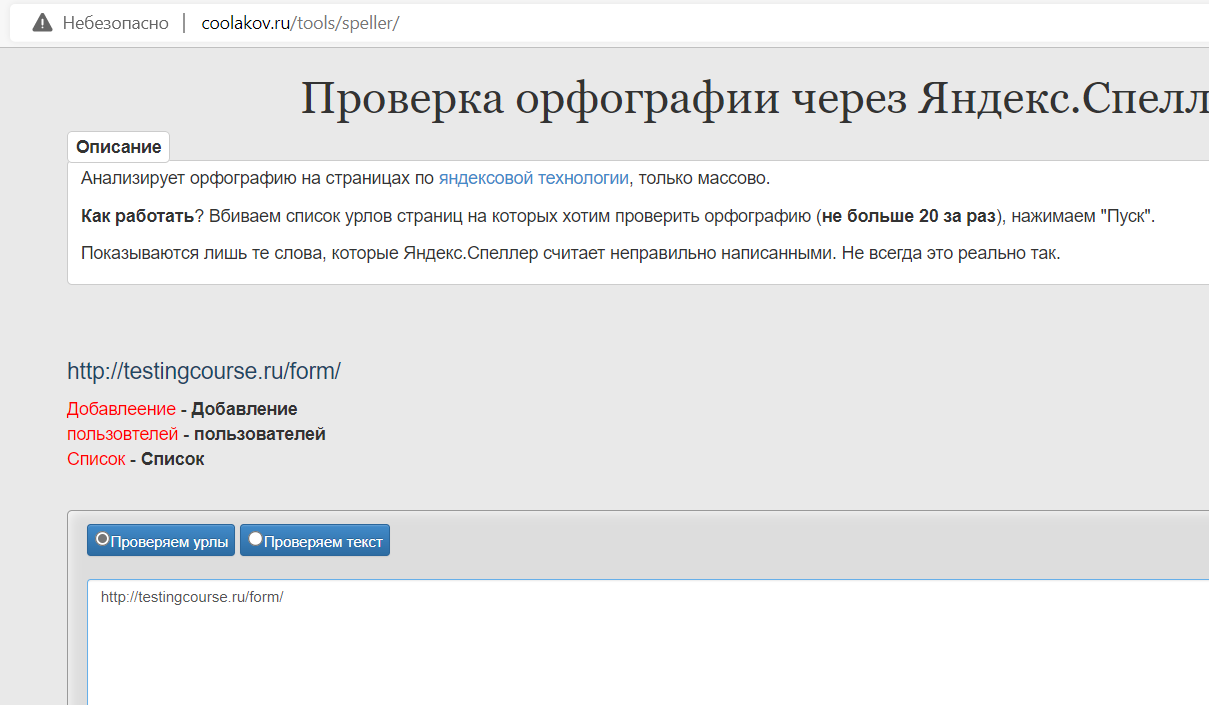 Небезопасно | coolakov.ru/tools/speller/
Проверка орфографии через Яндекс.Спелл
Описание
Анализирует орфографию на страницах по яндексовой технологии, только массово.
Как работать? Вбиваем список урлов страниц на которых хотим проверить орфографию (не больше 20 за раз), нажимаем "Пуск".
Показываются лишь те слова, которые Яндекс.Спеллер считает неправильно написанными. Не всегда это реально так.
http://testingcourse.ru/form/
Добавлеение - Добавление
пользовтелей - пользователей
Список - Список
Проверяем урлы Проверяем текст
http://testingcourse.ru/form/